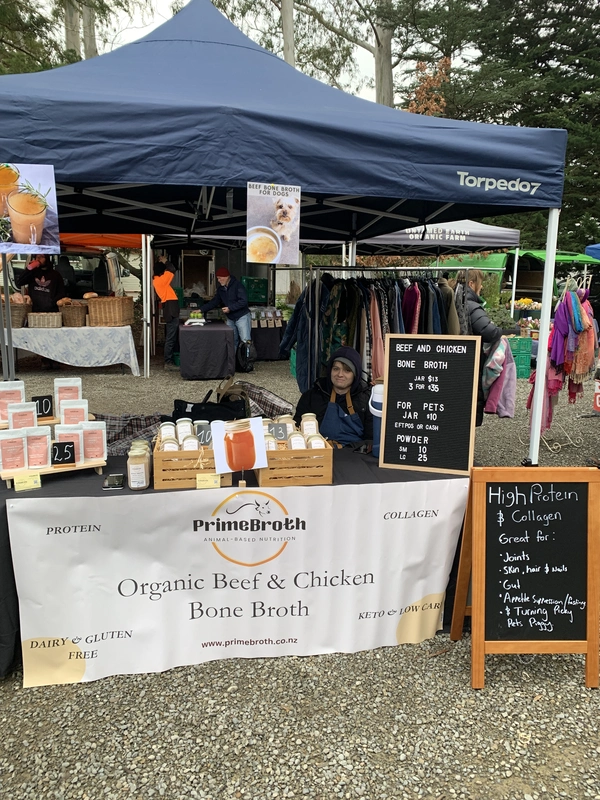 Torpedo7
BEEF BONE BROTH
FOR DOGS
ORGANIC FARM
BEEF AND CHICKEN
BONE BROTH
JAR $13
3 FOR $35
FOR PETS
JAR $10
EFTPOS OR CASH
POWDER
SM 10
LG 25
10
25
10
13
High Protein
$ Collagen
Great for:
• Joints
• Skin, hair $ Nails
• Gut
• Appetite Suppression/fasting
• $ Turning Picky
Pets
PROTEIN
PrimeBroth
ANIMAL-BASED NUTRITION
COLLAGEN
Organic Beef & Chicken
Bone Broth
DAIRY & GLUTEN
FREE
KETO & LOW CARB
www.primebroth.co.nz